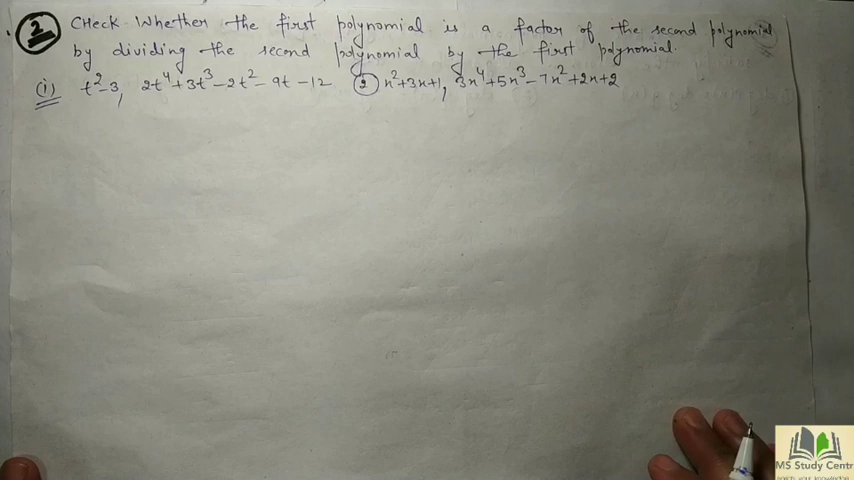 2 CHeck Whether the first polynomial is a factor of the second polynomial
by dividing the second polynomial by the first polynomial.
(i) t²-3, 2t⁴+3t³-2t²-9t-12 2 x²+3x+1, 3x⁴+5x³-7x²+2x+2
MS Study Centr